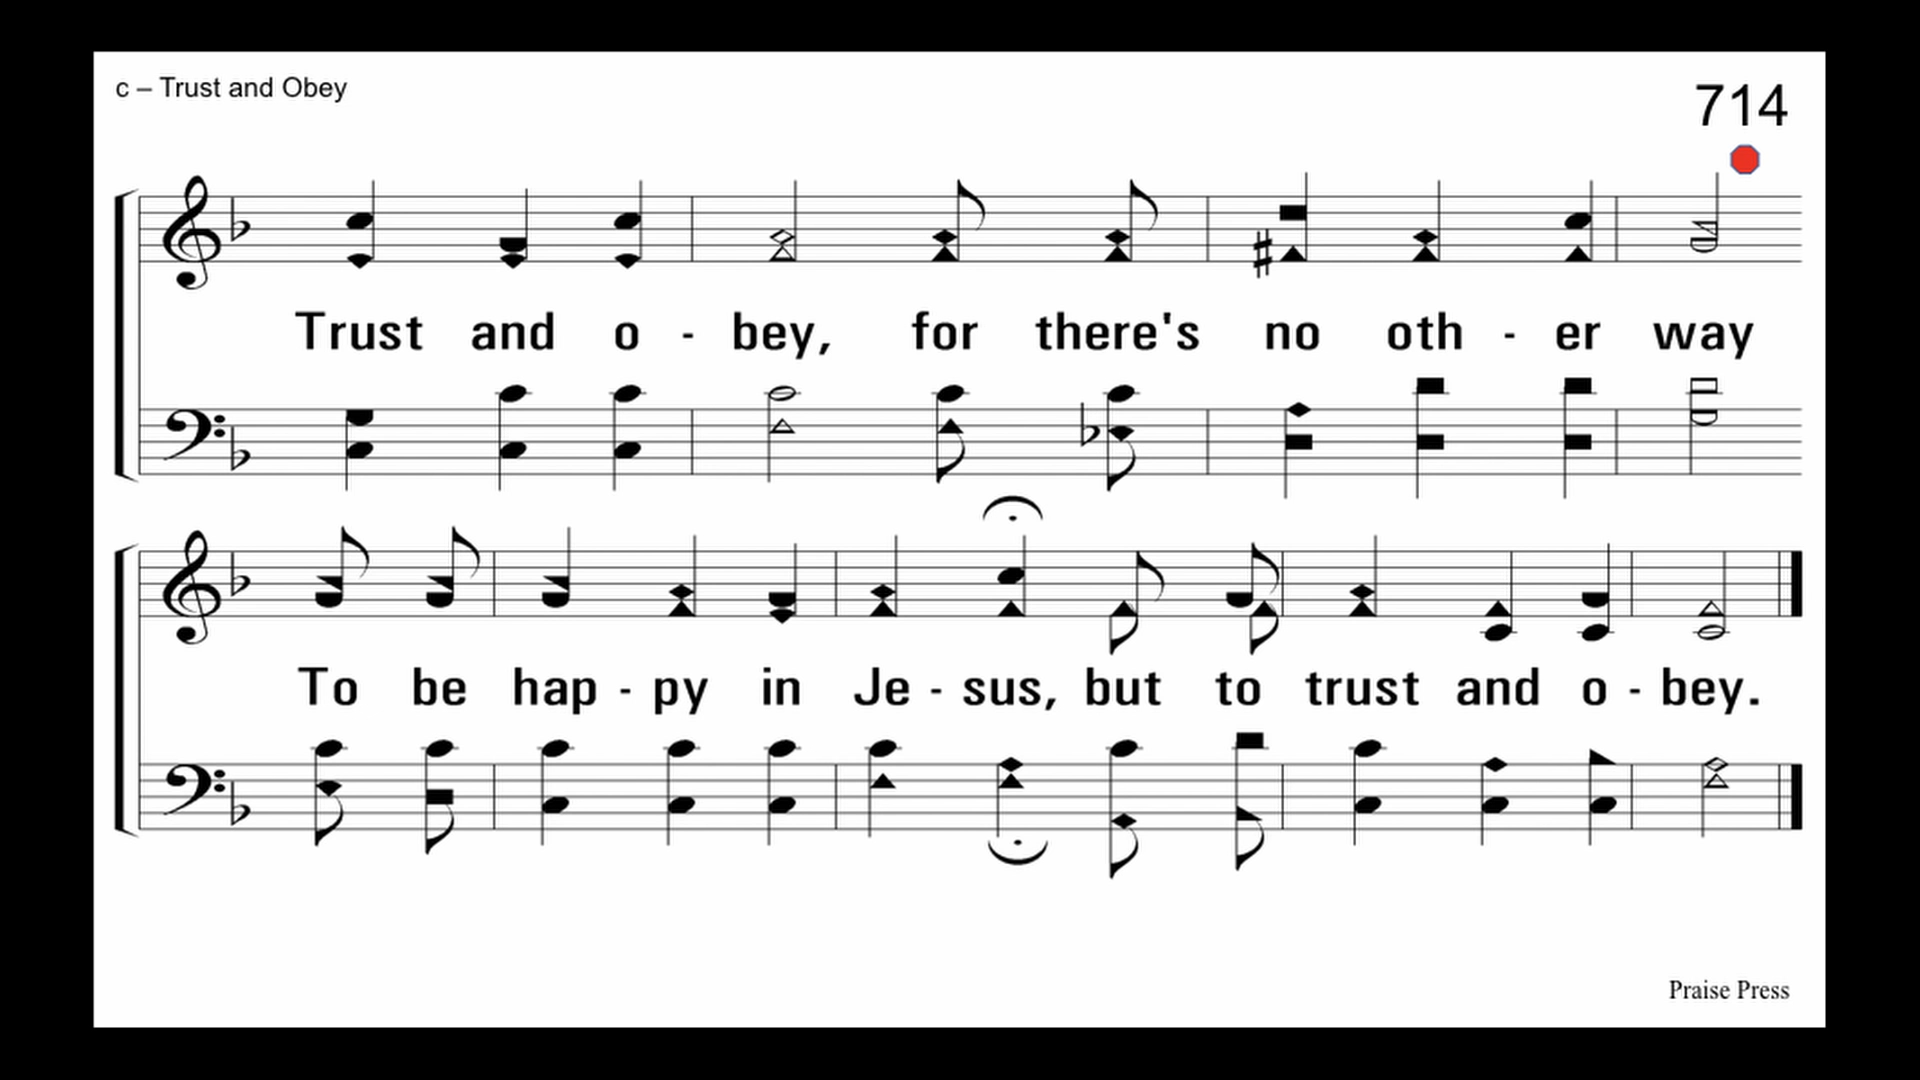 c – Trust and Obey
714
Trust and o - bey, for there's no oth - er way
To be hap - py in Je - sus, but to trust and o - bey.
Praise Press